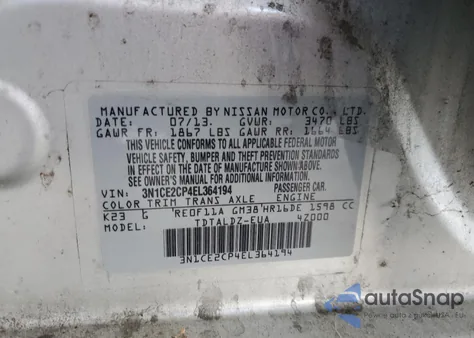 MANUFACTURED BY NISSAN MOTOR CO., LTD.
DATE: 07/13. GVWR: 3470 LBS
GAWR FR: 1867 LBS GAWR RR: 1664 LBS
THIS VEHICLE CONFORMS TO ALL APPLICABLE FEDERAL MOTOR
VEHICLE SAFETY, BUMPER AND THEFT PREVENTION STANDARDS
IN EFFECT ON THE DATE OF MANUFACTURE SHOWN ABOVE.
SEE OWNER'S MANUAL FOR MORE INFORMATION.
VIN: 3N1CE2CP4EL364194 PASSENGER CAR.
COLOR TRIM TRANS AXLE ENGINE
K23 G RE0F11A GM38 HR16DE 1598 CC
MODEL: TDTALDZ-EUA 4Z000
3N1CE2CP4EL364194
autoSnap